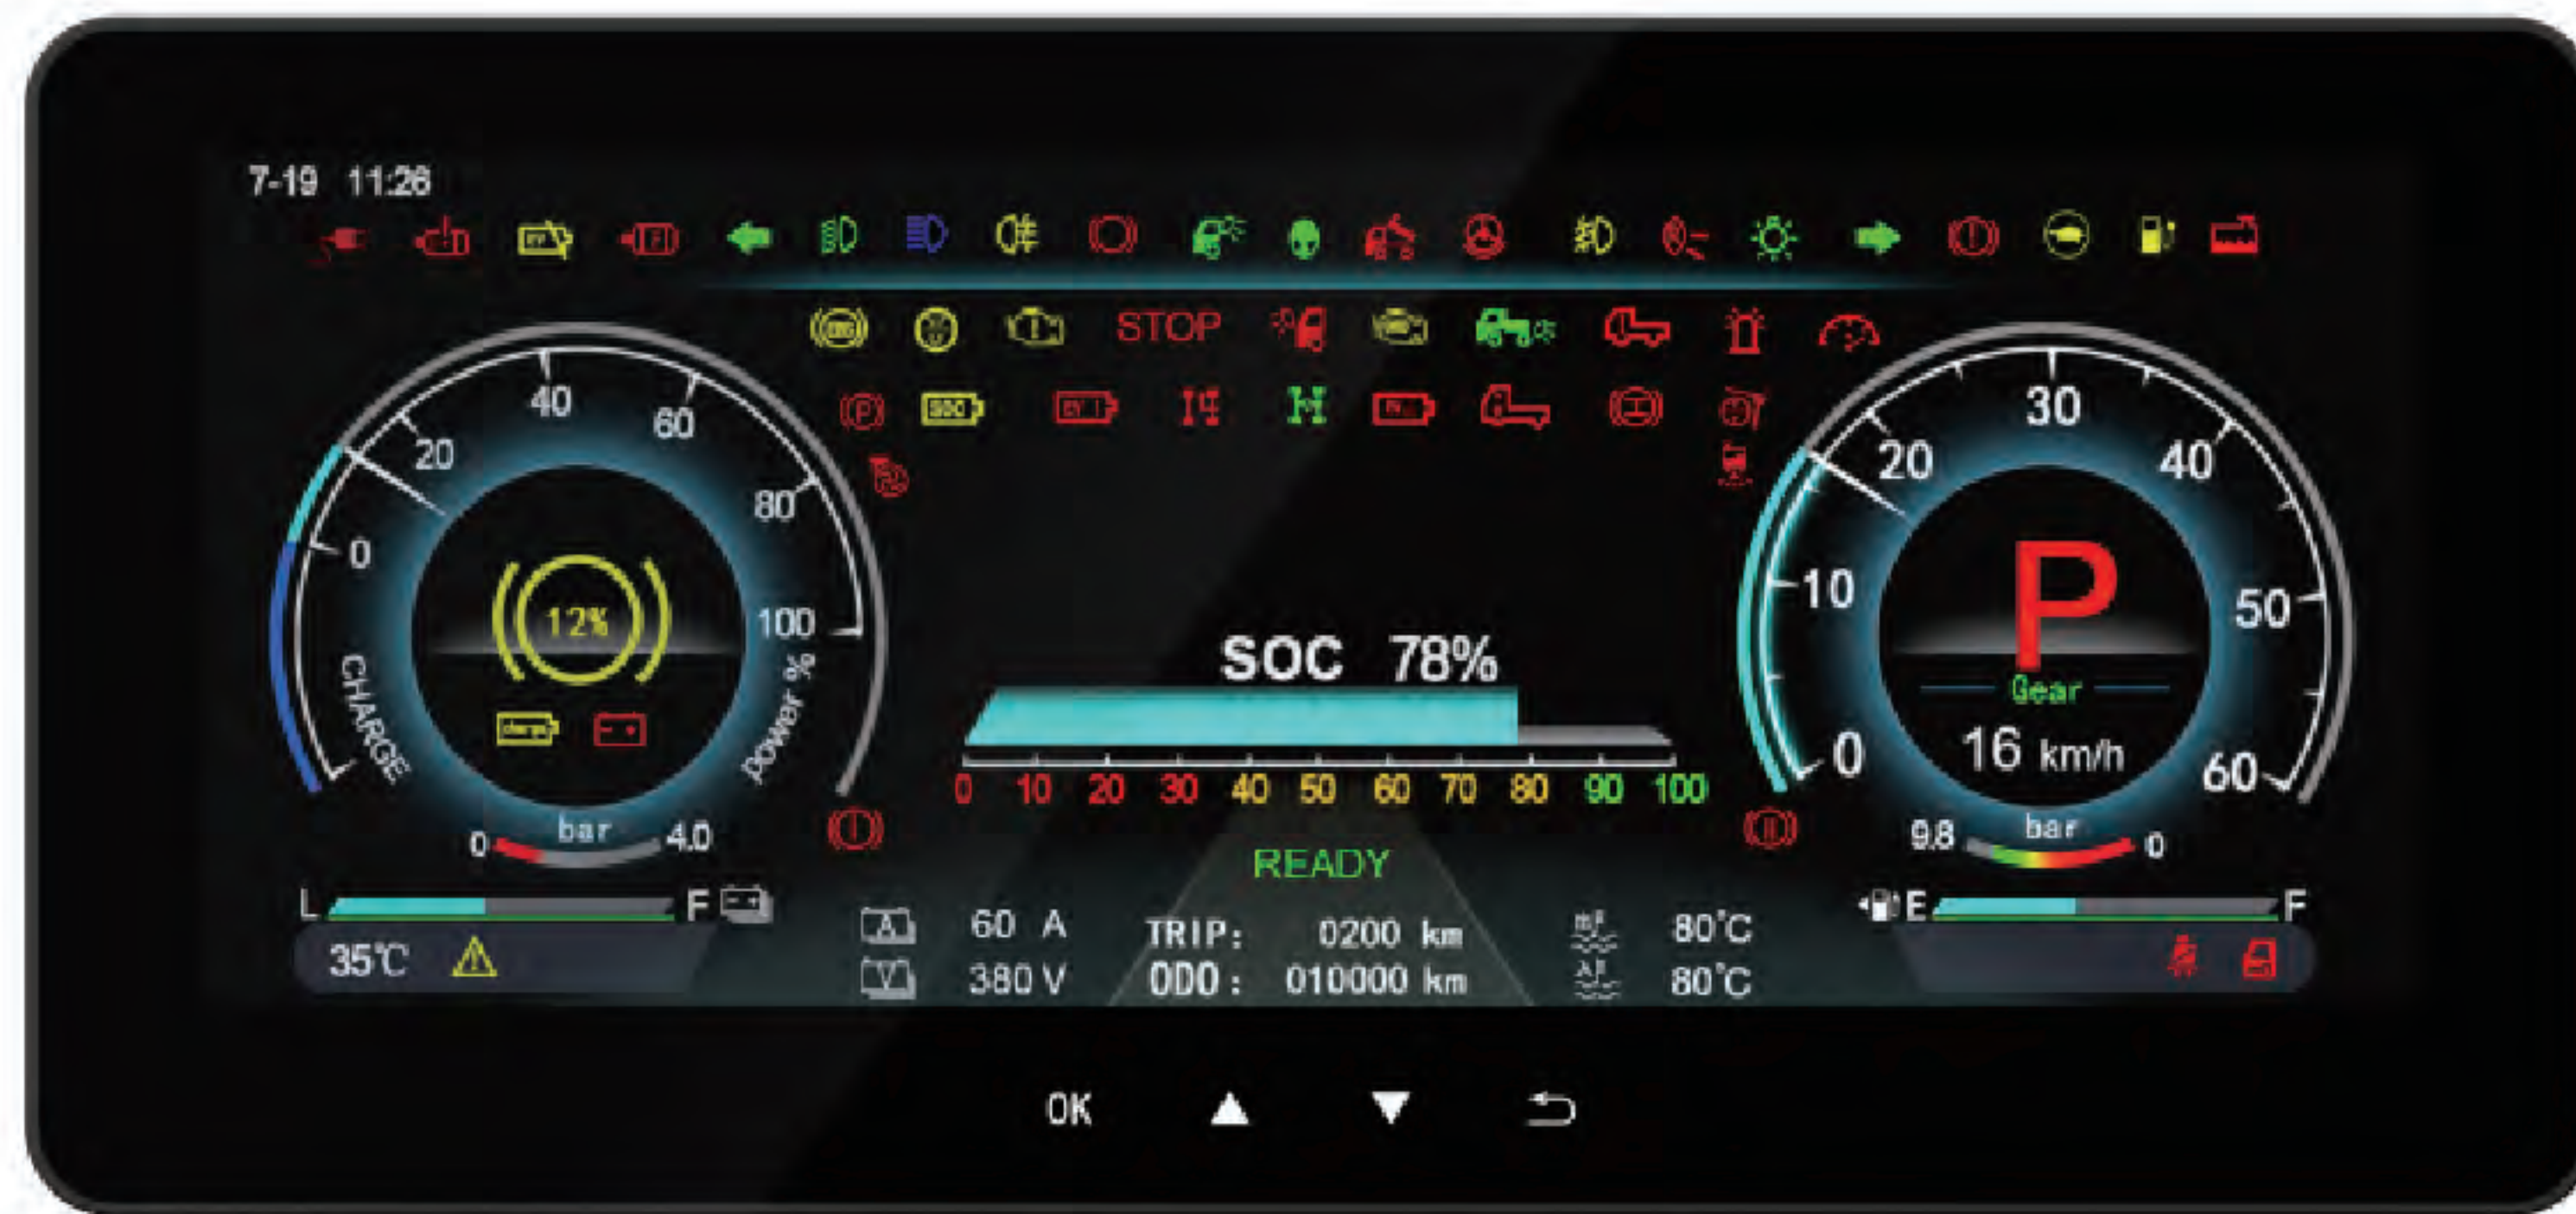 7-19 11:26
STOP
SOC
20
40
60
80
100
0
CHARGE
Power %
12%
charge
0 bar 4.0
L F
35℃
SOC 78%
0 10 20 30 40 50 60 70 80 90 100
READY
A 60 A
V 380 V
TRIP: 0200 km
ODO: 010000 km
80℃
80℃
0
10
20
30
40
50
60
P
Gear
16 km/h
9.8 bar 0
E F
OK